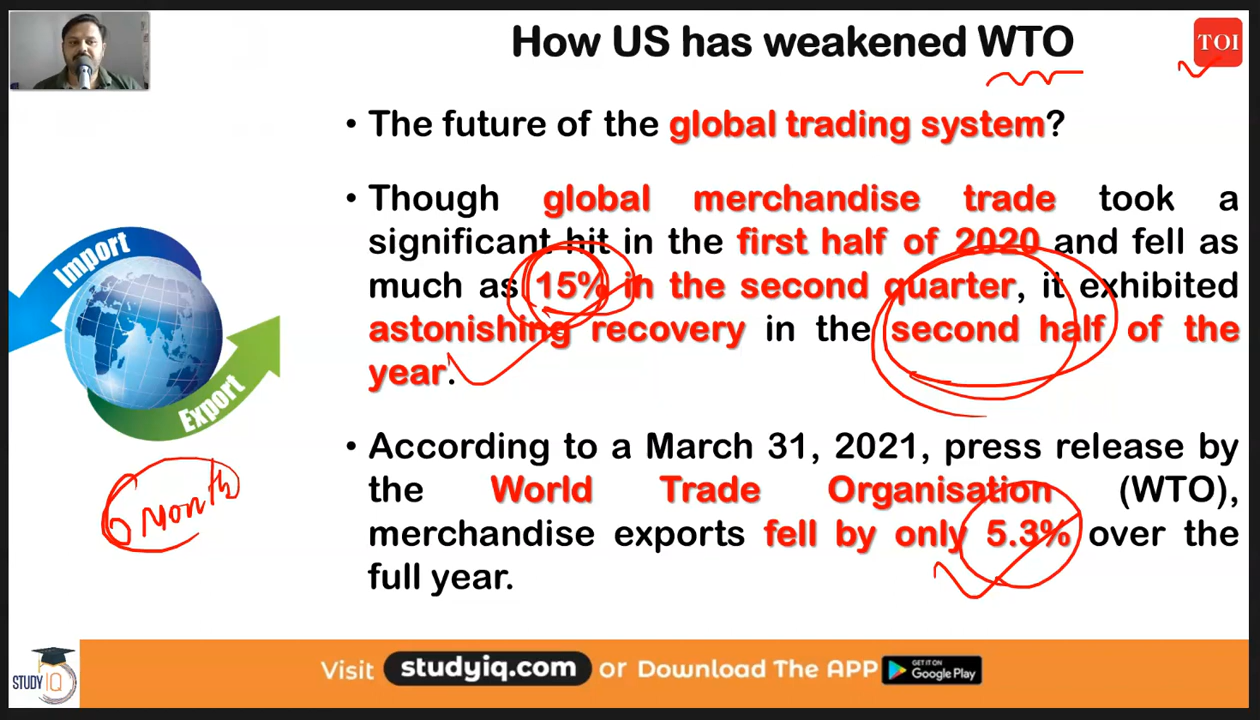 How US has weakened WTO
TOI
• The future of the global trading system?
• Though global merchandise trade took a
significant hit in the first half of 2020 and fell as
much as 15% in the second quarter, it exhibited
astonishing recovery in the second half of the
year.
• According to a March 31, 2021, press release by
the World Trade Organisation (WTO),
merchandise exports fell by only 5.3% over the
full year.
Import
Export
6 Month
STUDY IQ
Visit studyiq.com or Download The APP
GET IT ON
Google Play